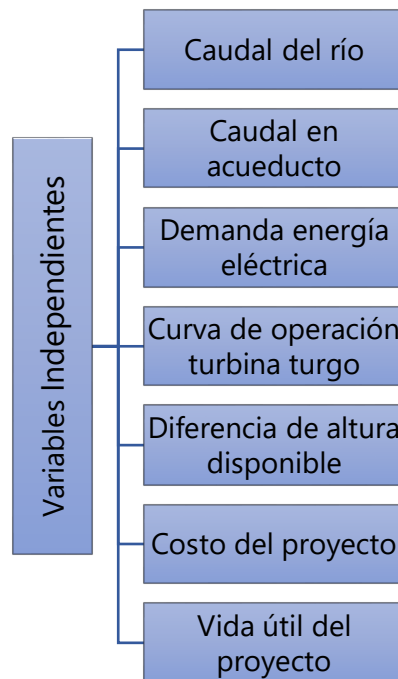 Variables Independientes
Caudal del río
Caudal en
acueducto
Demanda energía
eléctrica
Curva de operación
turbina turgo
Diferencia de altura
disponible
Costo del proyecto
Vida útil del
proyecto